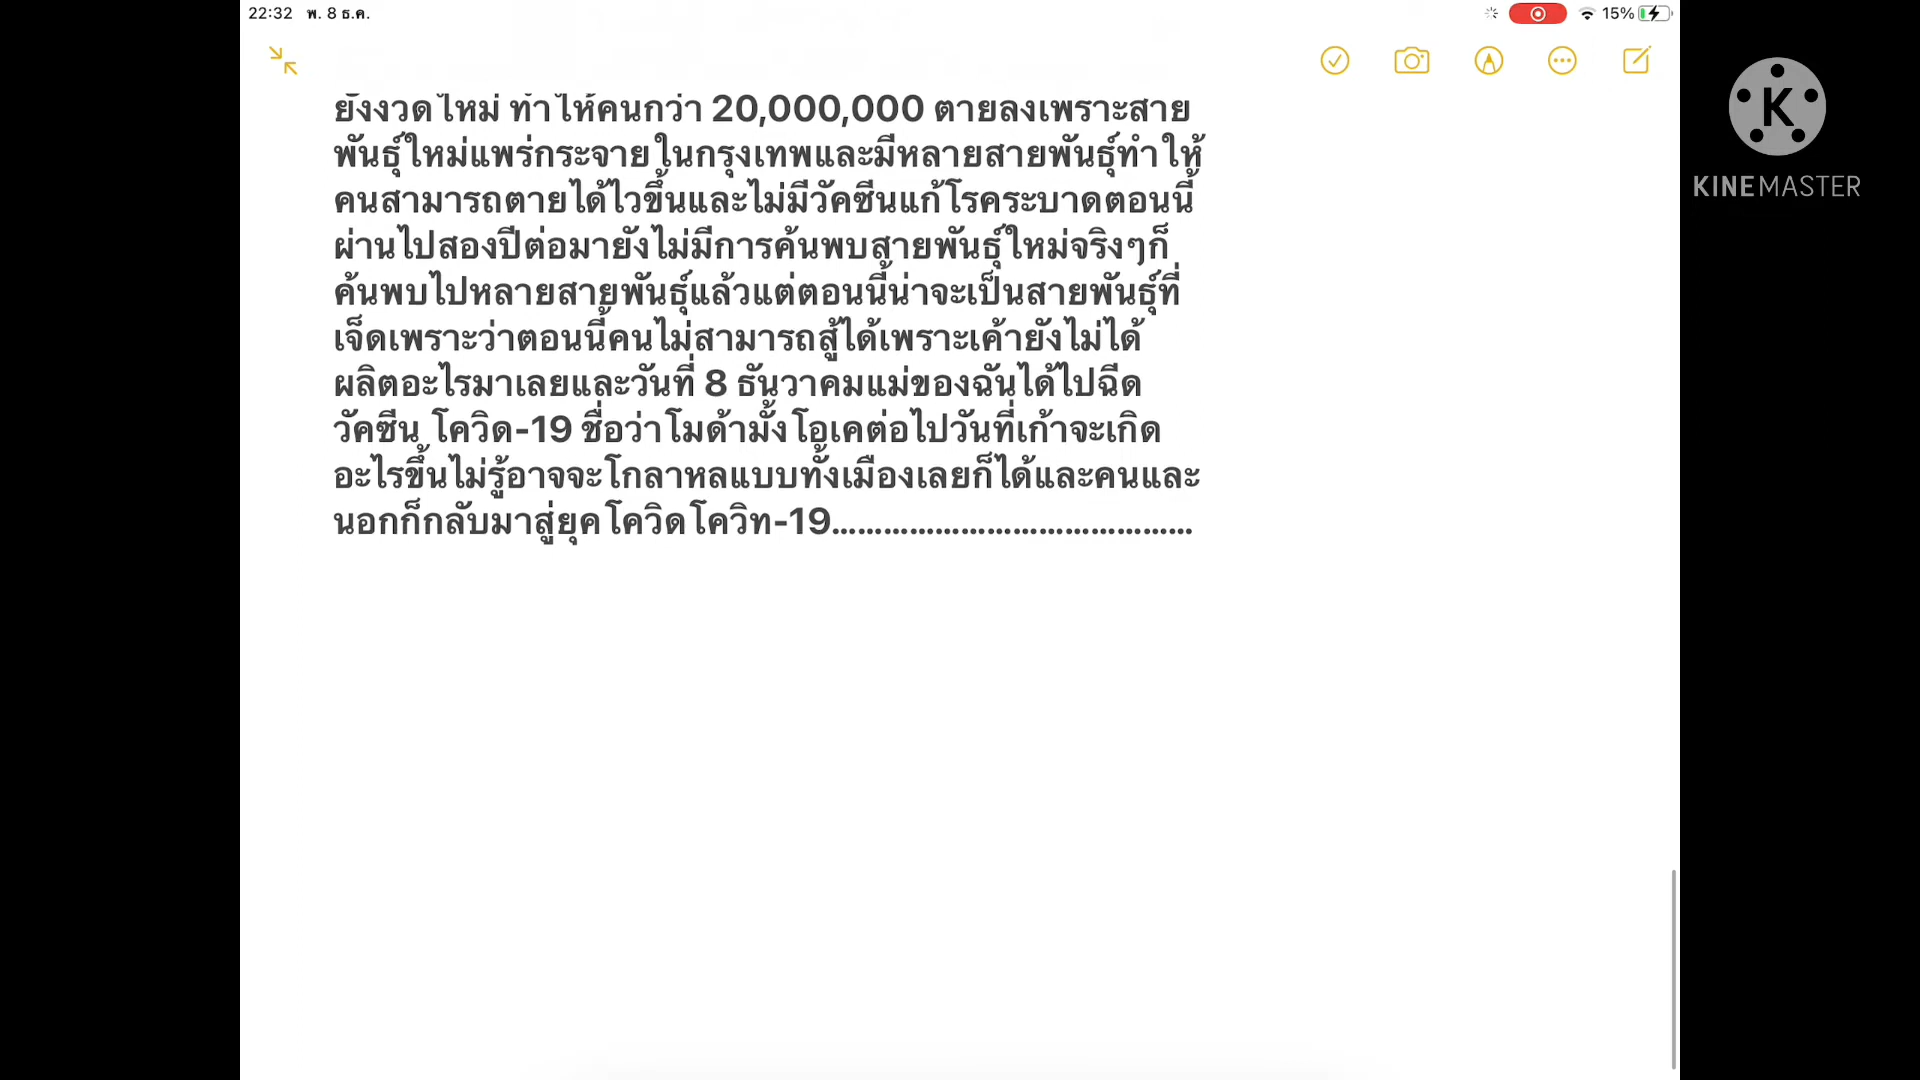 22:32 พ. 8 ธ.ค.
15%
KINEMASTER
ยังงวดใหม่ ทำให้คนกว่า 20,000,000 ตายลงเพราะสาย
พันธุ์ใหม่แพร่กระจายในกรุงเทพและมีหลายสายพันธุ์ทำให้
คนสามารถตายได้ไวขึ้นและไม่มีวัคซีนแก้โรคระบาดตอนนี้
ผ่านไปสองปีต่อมายังไม่มีการค้นพบสายพันธุ์ใหม่จริงๆก็
ค้นพบไปหลายสายพันธุ์แล้วแต่ตอนนี้น่าจะเป็นสายพันธุ์ที่
เจ็ดเพราะว่าตอนนี้คนไม่สามารถสู้ได้เพราะเค้ายังไม่ได้
ผลิตอะไรมาเลยและวันที่ 8 ธันวาคมแม่ของฉันได้ไปฉีด
วัคซีน โควิด-19 ชื่อว่าโมด้ามั้งโอเคต่อไปวันที่เก้าจะเกิด
อะไรขึ้นไม่รู้อาจจะโกลาหลแบบทั้งเมืองเลยก็ได้และคนและ
นอกก็กลับมาสู่ยุคโควิดโควิท-19..........................................